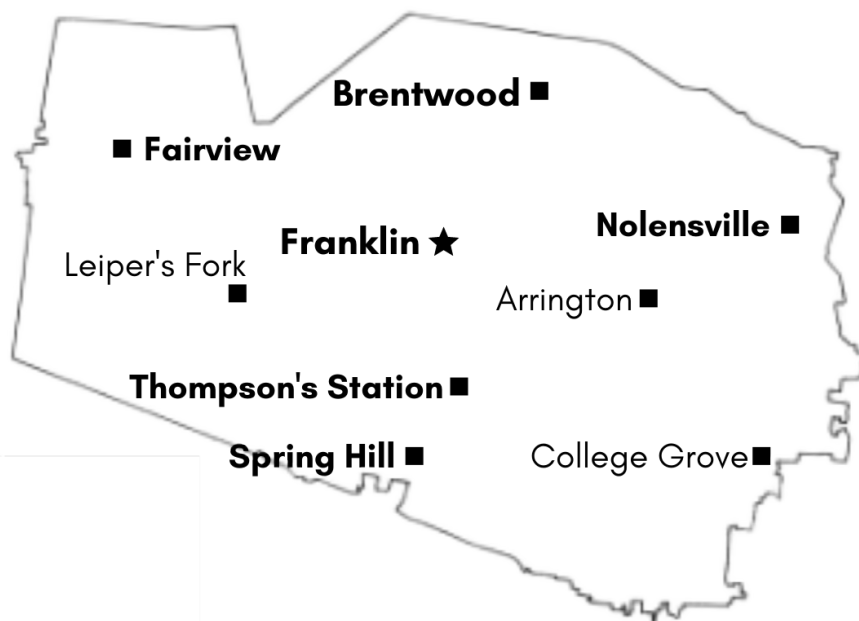 Brentwood
Fairview
Nolensville
Franklin
Leiper's Fork
Arrington
Thompson's Station
Spring Hill
College Grove